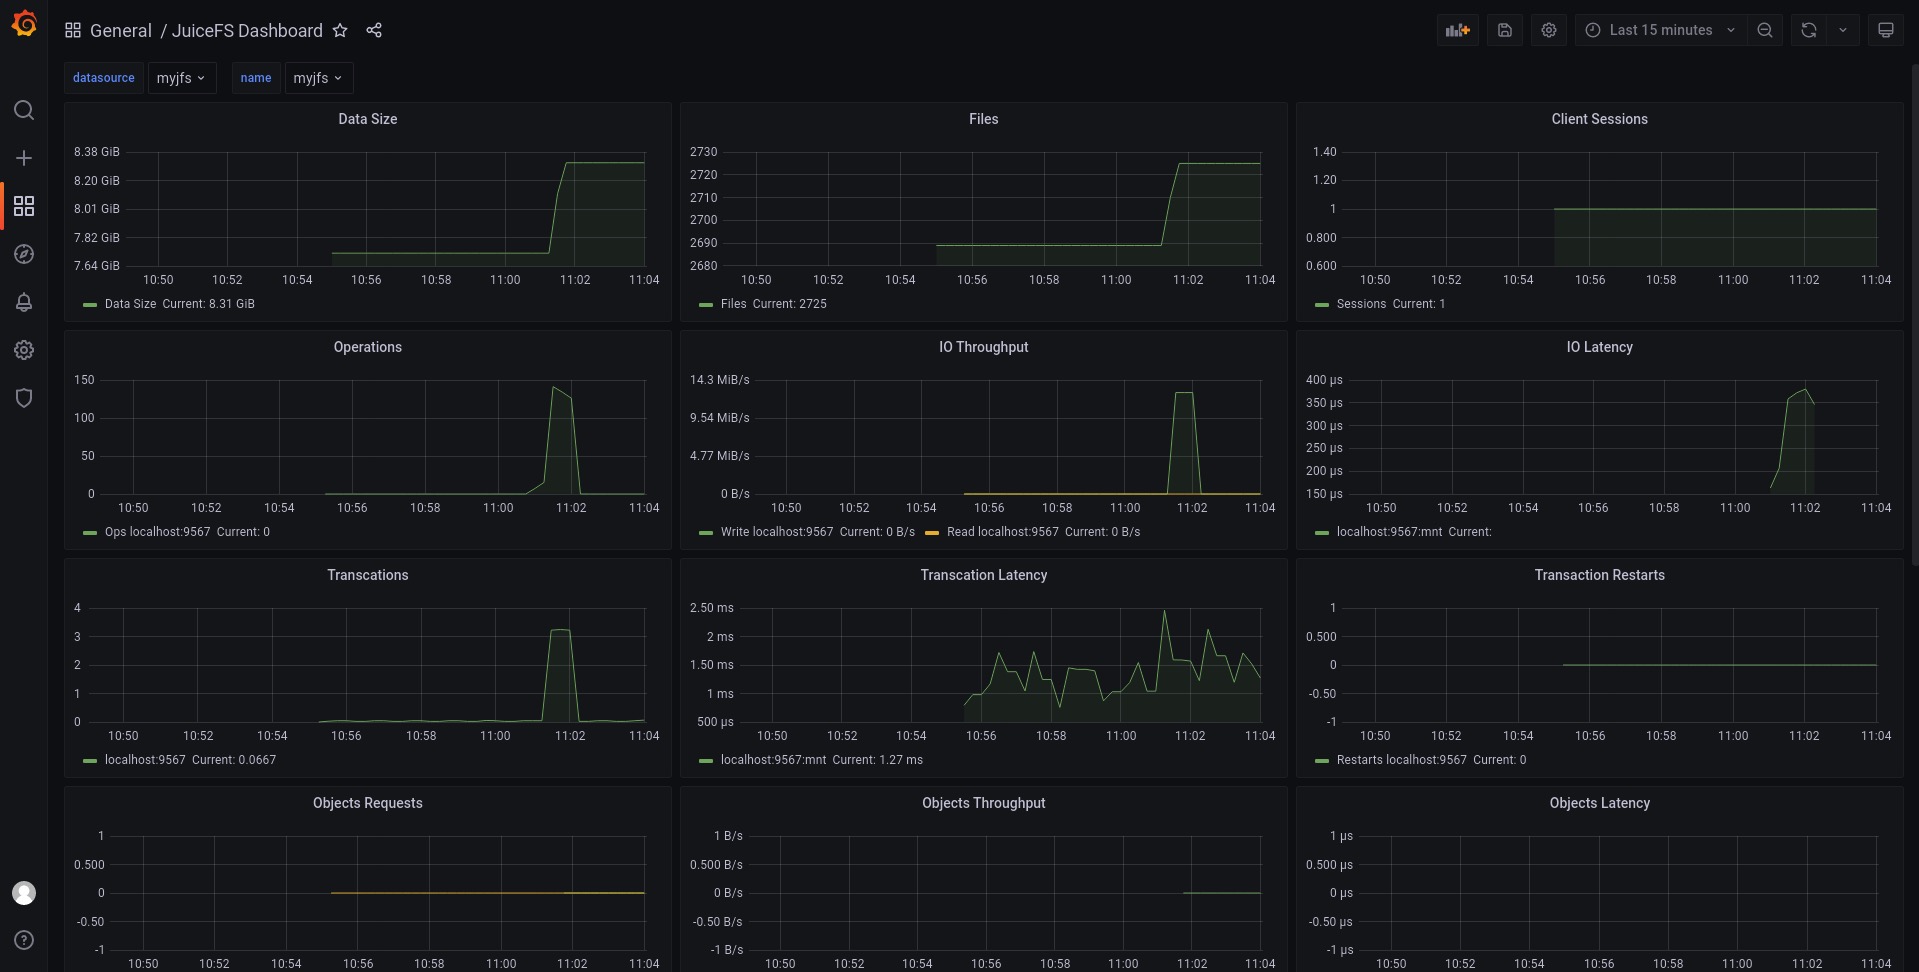 General / JuiceFS Dashboard
Last 15 minutes
datasource myjfs name myjfs
Data Size
8.38 GiB
8.20 GiB
8.01 GiB
7.82 GiB
7.64 GiB
10:50 10:52 10:54 10:56 10:58 11:00 11:02 11:04
Data Size Current: 8.31 GiB
Files
2730
2720
2710
2700
2690
2680
10:50 10:52 10:54 10:56 10:58 11:00 11:02 11:04
Files Current: 2725
Client Sessions
1.40
1.20
1
0.800
0.600
10:50 10:52 10:54 10:56 10:58 11:00 11:02 11:04
Sessions Current: 1
Operations
150
100
50
0
10:50 10:52 10:54 10:56 10:58 11:00 11:02 11:04
Ops localhost:9567 Current: 0
IO Throughput
14.3 MiB/s
9.54 MiB/s
4.77 MiB/s
0 B/s
10:50 10:52 10:54 10:56 10:58 11:00 11:02 11:04
Write localhost:9567 Current: 0 B/s Read localhost:9567 Current: 0 B/s
IO Latency
400 µs
350 µs
300 µs
250 µs
200 µs
150 µs
10:50 10:52 10:54 10:56 10:58 11:00 11:02 11:04
localhost:9567:mnt Current:
Transcations
4
3
2
1
0
10:50 10:52 10:54 10:56 10:58 11:00 11:02 11:04
localhost:9567 Current: 0.0667
Transcation Latency
2.50 ms
2 ms
1.50 ms
1 ms
500 µs
10:50 10:52 10:54 10:56 10:58 11:00 11:02 11:04
localhost:9567:mnt Current: 1.27 ms
Transaction Restarts
1
0.500
0
-0.50
-1
10:50 10:52 10:54 10:56 10:58 11:00 11:02 11:04
Restarts localhost:9567 Current: 0
Objects Requests
1
0.500
0
-0.50
-1
10:50 10:52 10:54 10:56 10:58 11:00 11:02 11:04
Objects Throughput
1 B/s
0.500 B/s
0 B/s
-0.50 B/s
-1 B/s
10:50 10:52 10:54 10:56 10:58 11:00 11:02 11:04
Objects Latency
1 µs
0.500 µs
0 µs
-0.50 µs
-1 µs
10:50 10:52 10:54 10:56 10:58 11:00 11:02 11:04